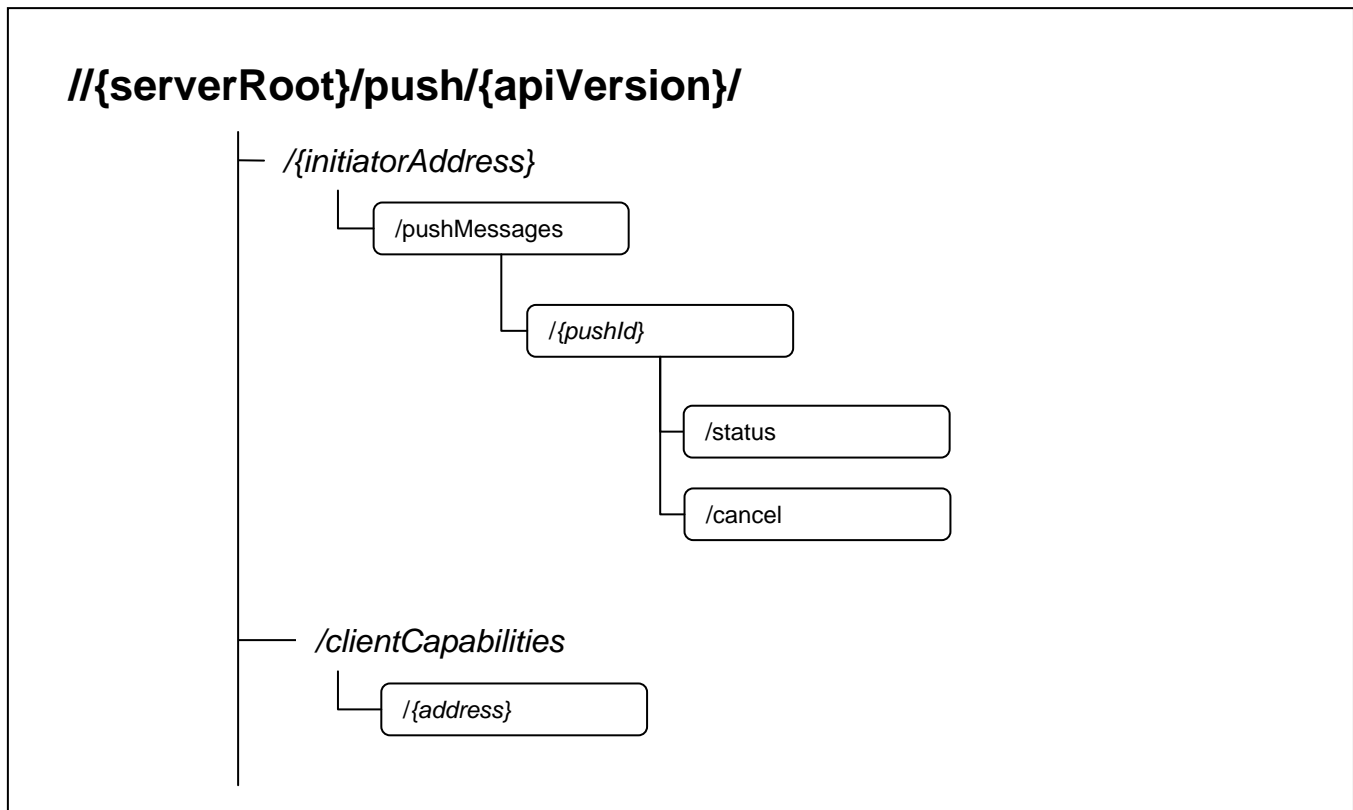 //{serverRoot}/push/{apiVersion}/
/{initiatorAddress}
/pushMessages
/{pushId}
/status
/cancel
/clientCapabilities
/{address}